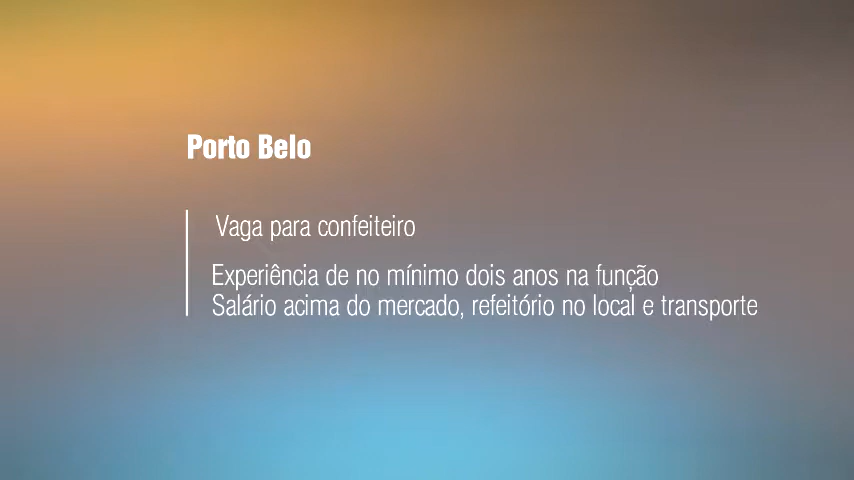 Porto Belo
Vaga para confeiteiro
Experiência de no mínimo dois anos na função
Salário acima do mercado, refeitório no local e transporte